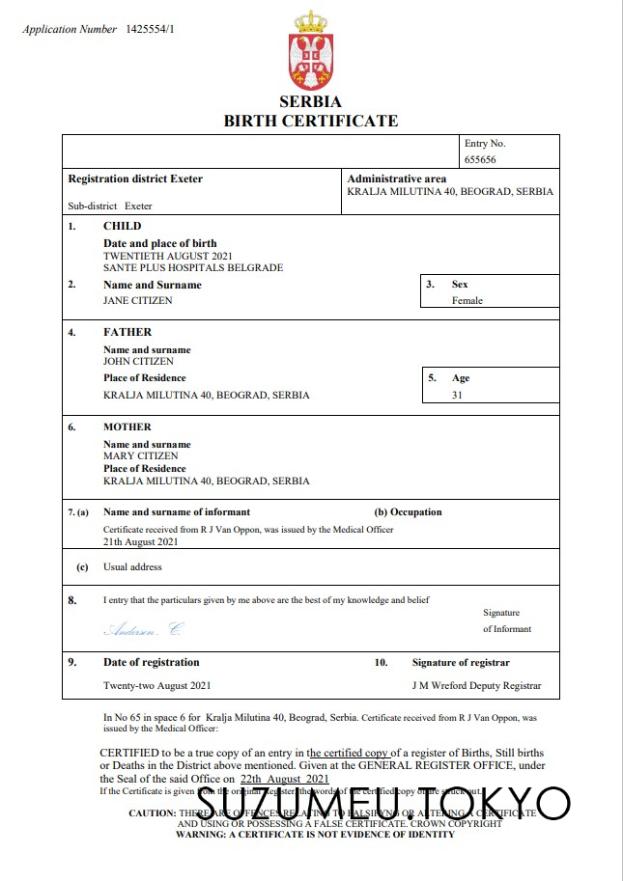 Application Number 1425554/1
SERBIA
BIRTH CERTIFICATE
Entry No.
655656
Registration district Exeter
Administrative area
KRALJA MILUTINA 40, BEOGRAD, SERBIA
Sub-district Exeter
1. CHILD
Date and place of birth
TWENTIETH AUGUST 2021
SANTE PLUS HOSPITALS BELGRADE
2. Name and Surname
3. Sex
JANE CITIZEN
Female
4. FATHER
Name and surname
JOHN CITIZEN
Place of Residence
5. Age
KRALJA MILUTINA 40, BEOGRAD, SERBIA
31
6. MOTHER
Name and surname
MARY CITIZEN
Place of Residence
KRALJA MILUTINA 40, BEOGRAD, SERBIA
7. (a) Name and surname of informant
(b) Occupation
Certificate received from R J Van Oppon, was issued by the Medical Officer
21th August 2021
(c) Usual address
8. I entry that the particulars given by me above are the best of my knowledge and belief
Signature
of Informant
Andersen. C.
9. Date of registration
10. Signature of registrar
Twenty-two August 2021
J M Wreford Deputy Registrar
In No 65 in space 6 for Kralja Milutina 40, Beograd, Serbia. Certificate received from R J Van Oppon, was
issued by the Medical Officer:
CERTIFIED to be a true copy of an entry in the certified copy of a register of Births, Still births
or Deaths in the District above mentioned. Given at the GENERAL REGISTER OFFICE, under
the Seal of the said Office on 22th August 2021
If the Certificate is given from the original Register the words of the certified copy of are struck out.
SUZUMEU.TOKYO
CAUTION: THERE ARE OFFENCES RELATING TO FALSIFYING OR ALTERING A CERTIFICATE
AND USING OR POSSESSING A FALSE CERTIFICATE. CROWN COPYRIGHT
WARNING: A CERTIFICATE IS NOT EVIDENCE OF IDENTITY